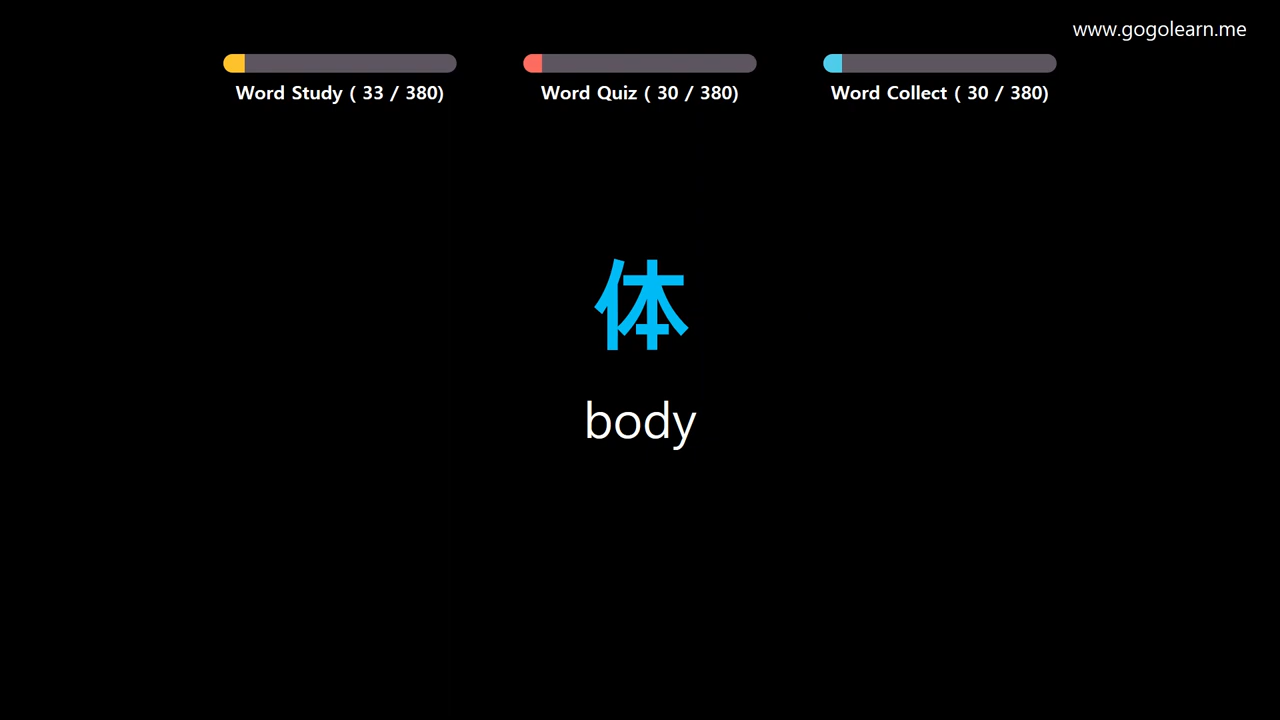 www.gogolearn.me
Word Study ( 33 / 380)
Word Quiz ( 30 / 380)
Word Collect ( 30 / 380)
体
body